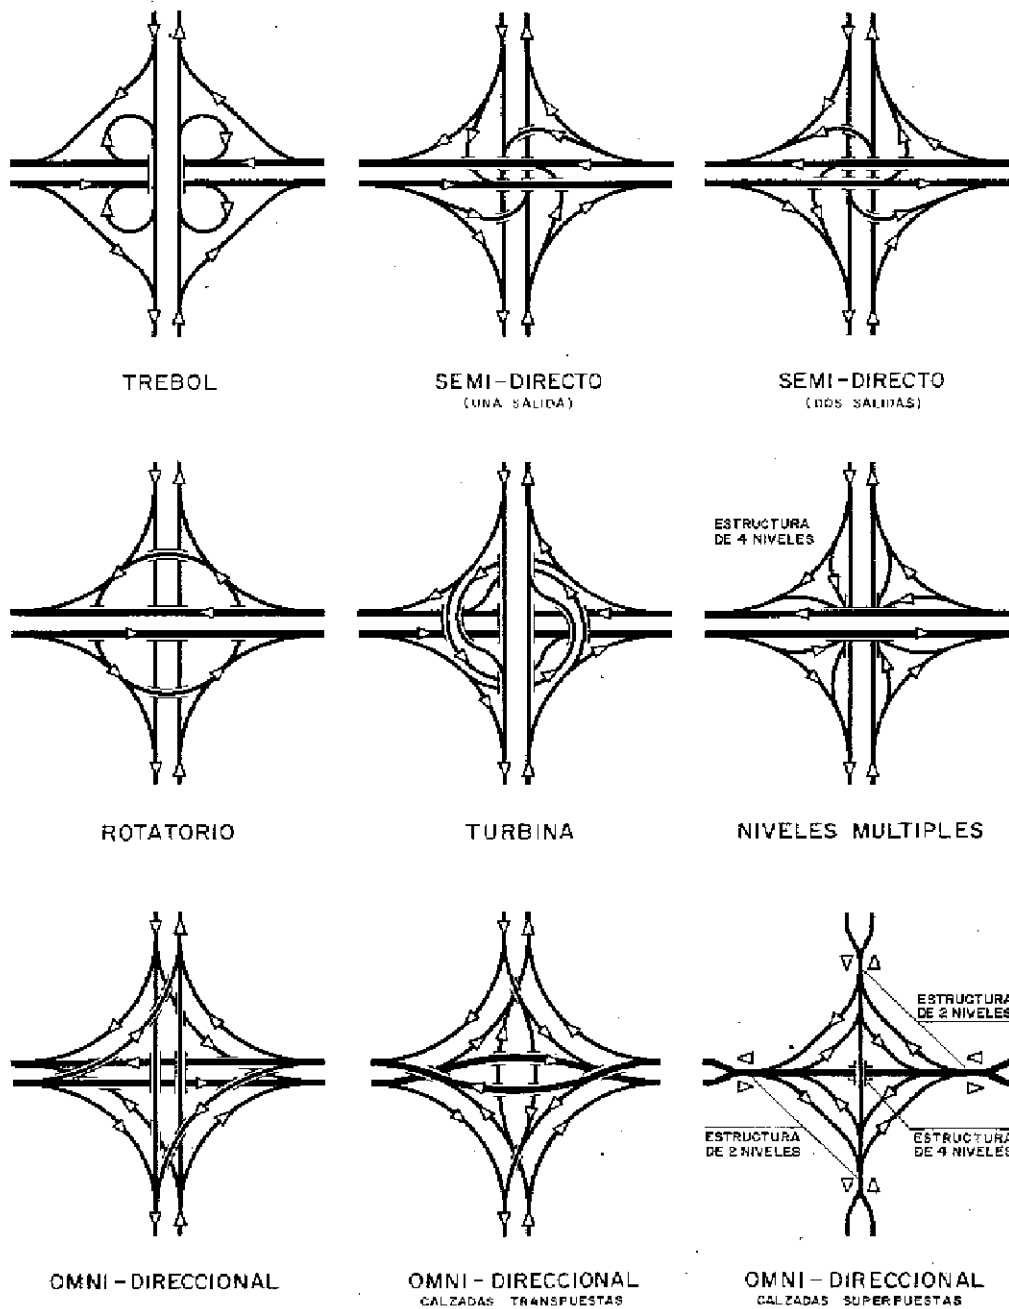 TREBOL
SEMI-DIRECTO
(UNA SALIDA)
SEMI-DIRECTO
(DOS SALIDAS)
ESTRUCTURA
DE 4 NIVELES
ROTATORIO
TURBINA
NIVELES MULTIPLES
ESTRUCTURA
DE 2 NIVELES
ESTRUCTURA
DE 2 NIVELES
ESTRUCTURA
DE 4 NIVELES
OMNI-DIRECCIONAL
OMNI-DIRECCIONAL
CALZADAS TRANSPUESTAS
OMNI-DIRECCIONAL
CALZADAS SUPERPUESTAS